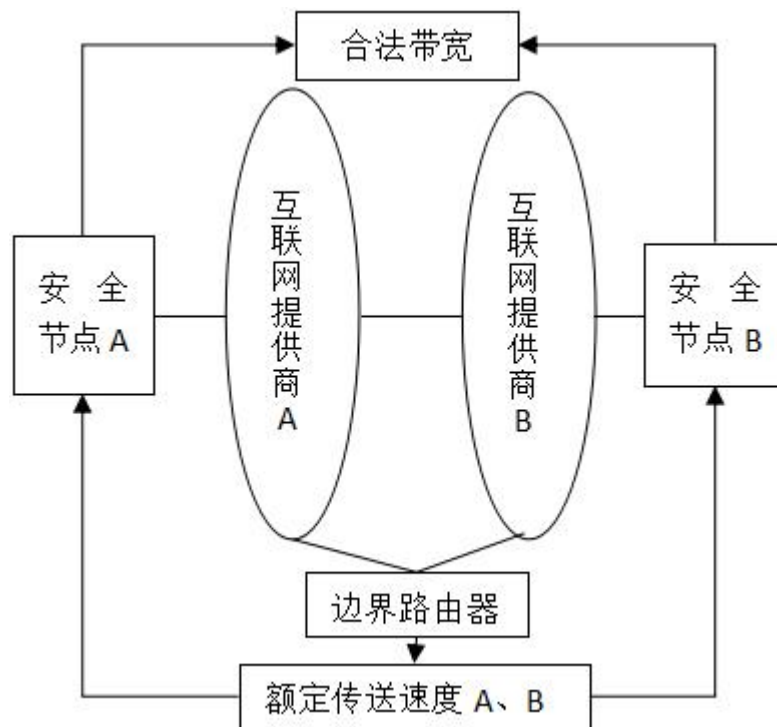 合法带宽
互联网提供商A
互联网提供商B
安 全
节点 A
安 全
节点 B
边界路由器
额定传送速度 A、B